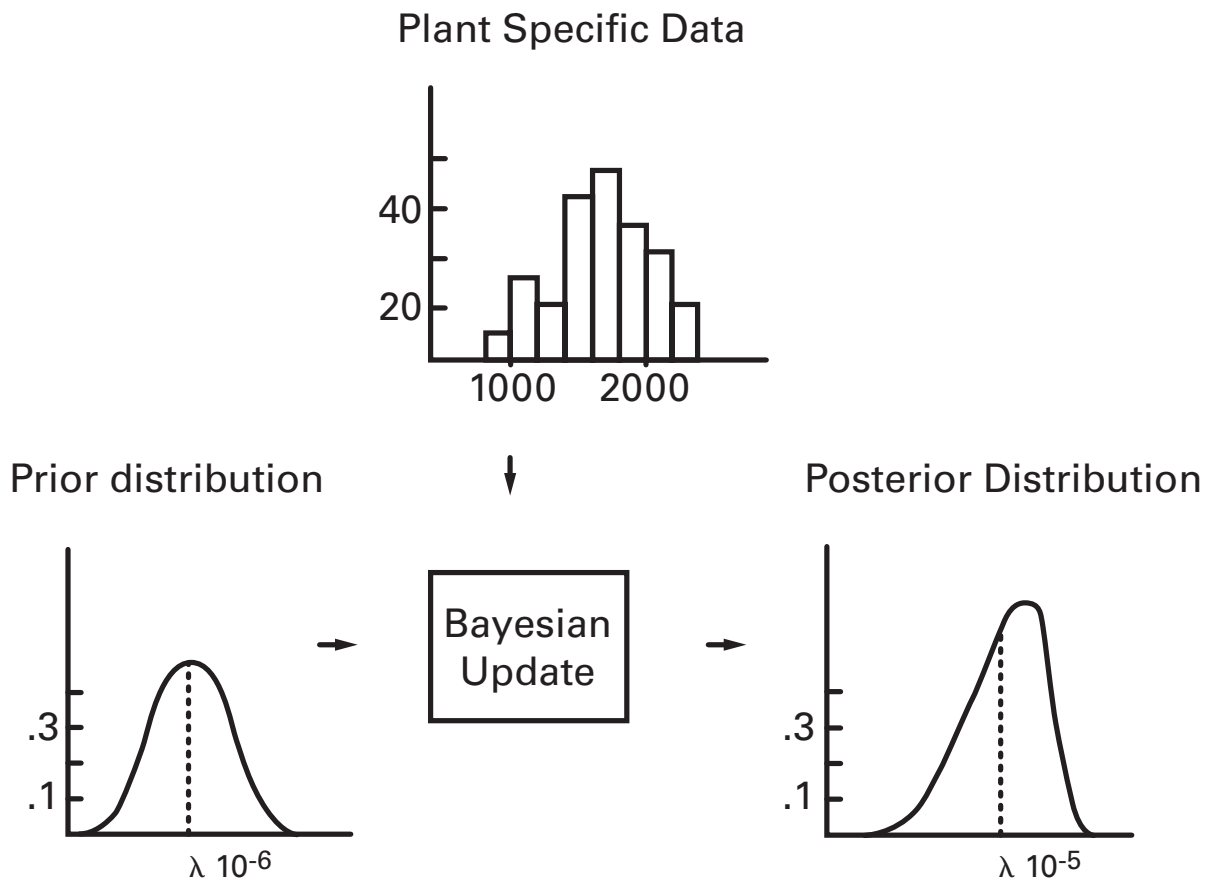 Plant Specific Data
40
20
1000 2000
Prior distribution
Posterior Distribution
Bayesian
Update
.3
.1
λ 10-6
.3
.1
λ 10-5